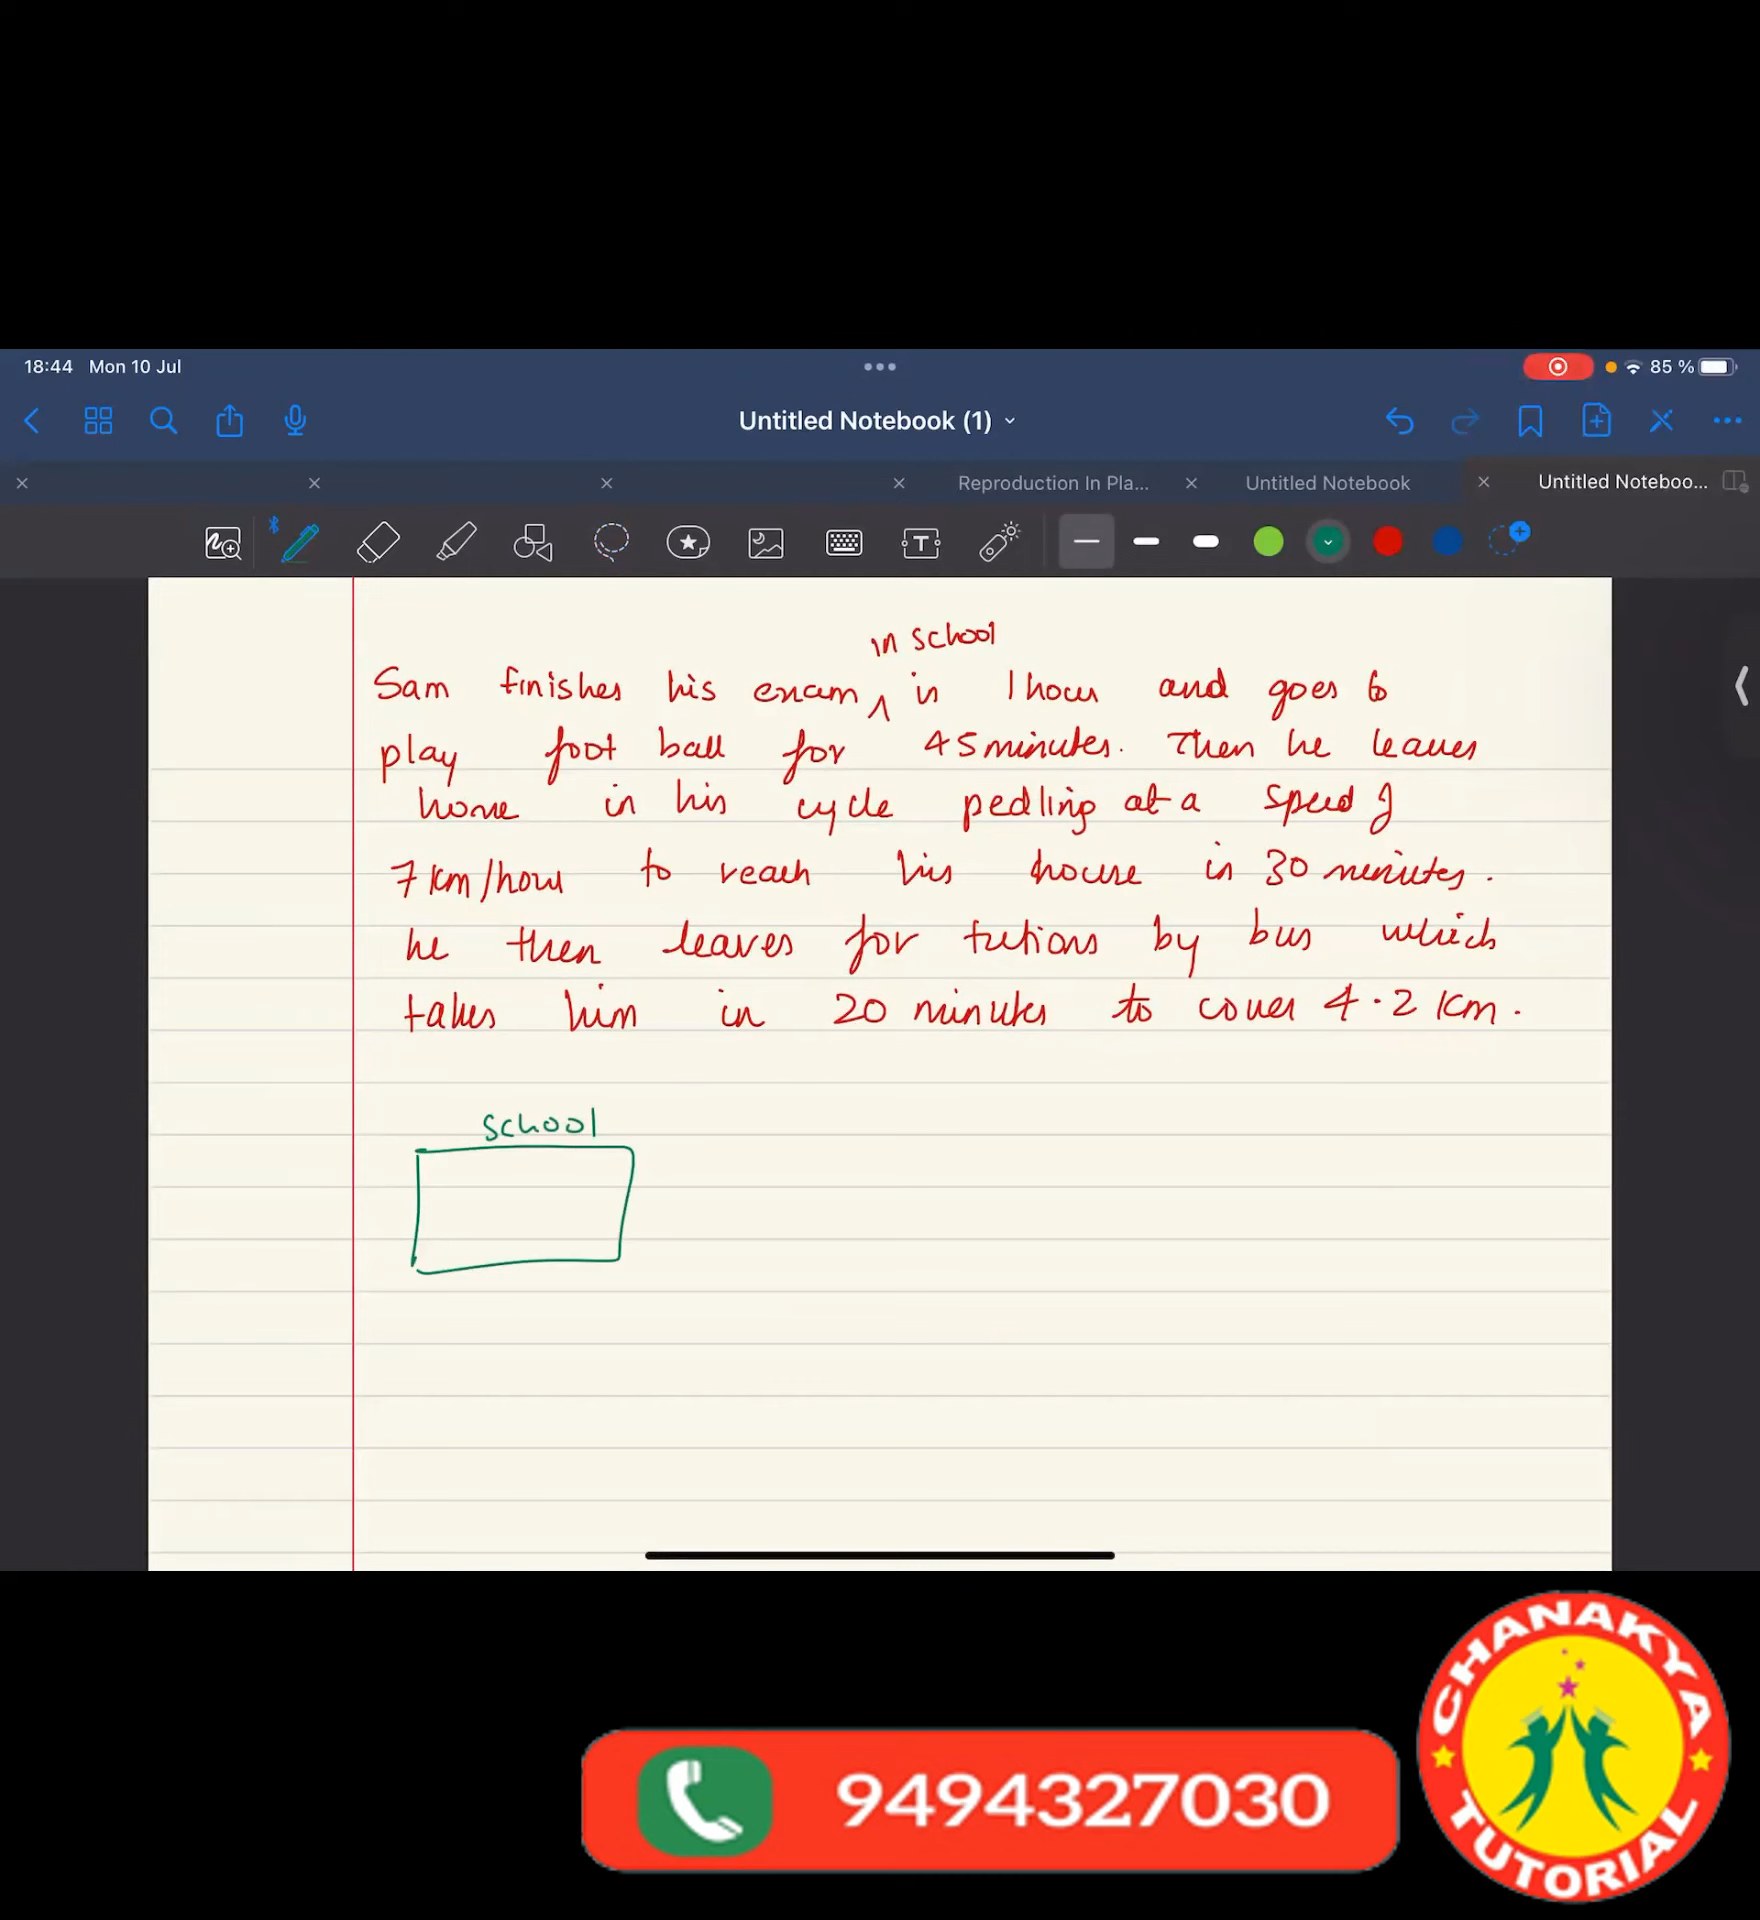 18:44 Mon 10 Jul
85 %
Untitled Notebook (1)
Reproduction In Pla...
Untitled Notebook
Untitled Noteboo...
T
in school
Sam finishes his exam ^ in 1 hour and goes to
play foot ball for 45 minutes. Then he leaves
home in his cycle pedling at a speed of
7 km/hour to reach his house in 30 minutes.
he then leaves for tutions by bus which
takes him in 20 minutes to cover 4.2 km.
school
9494327030
CHANAKYA
TUTORIAL